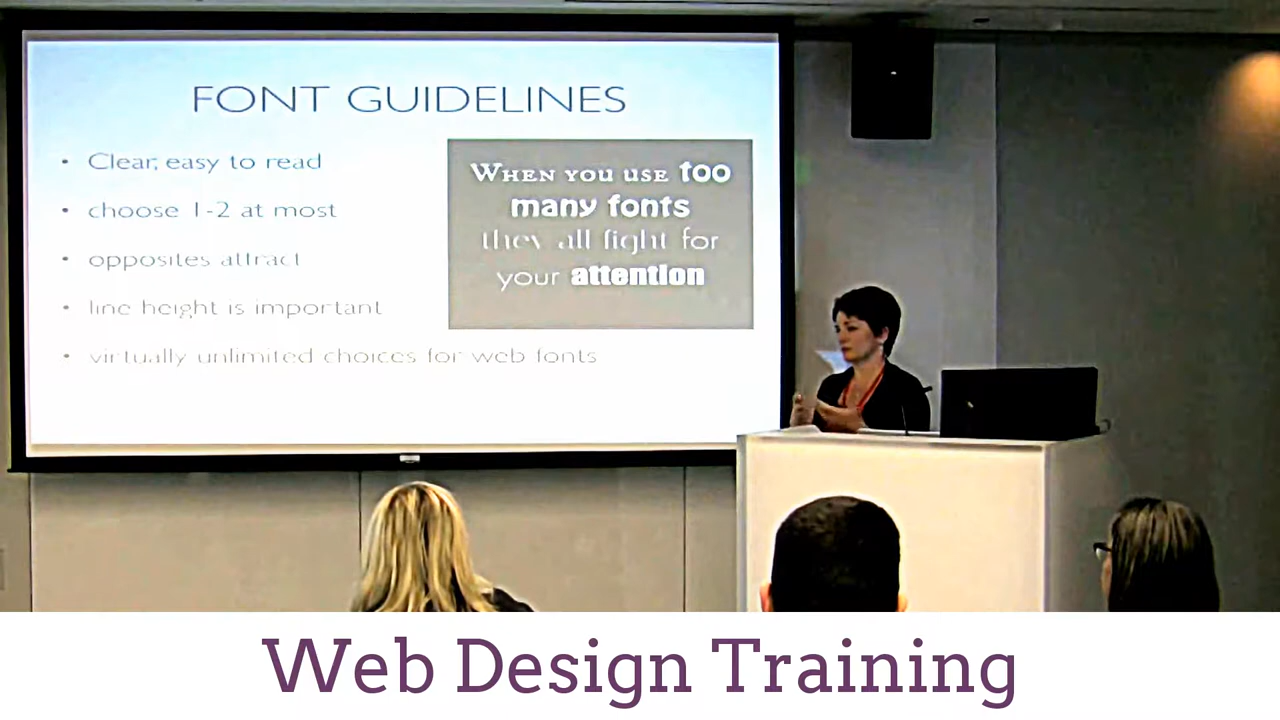 FONT GUIDELINES
• Clear, easy to read
• choose 1-2 at most
• opposites attract
• line height is important
• virtually unlimited choices for web fonts
WHEN YOU USE too
many fonts
they all fight for
your attention
Web Design Training